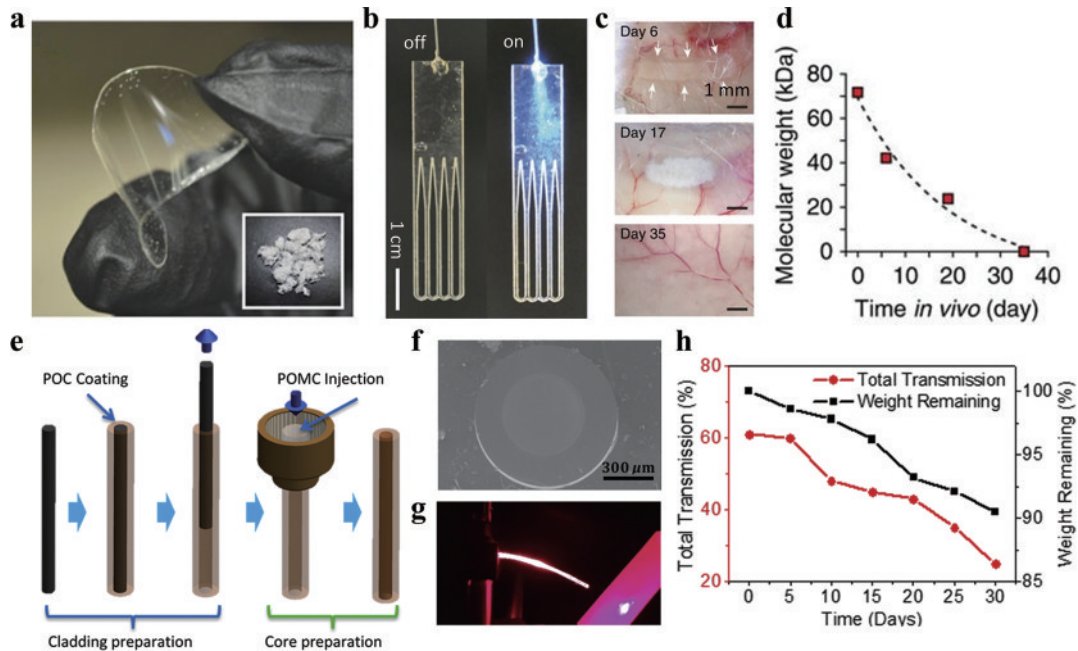 a
b
off
on
1 cm
c
Day 6
1 mm
Day 17
Day 35
d
Molecular weight (kDa)
80
60
40
20
0
0 10 20 30 40
Time in vivo (day)
e
POC Coating
POMC Injection
Cladding preparation
Core preparation
f
300 μm
g
h
Total Transmission (%)
80
60
40
20
Total Transmission
Weight Remaining
100
95
90
85
Weight Remaining (%)
0 5 10 15 20 25 30
Time (Days)